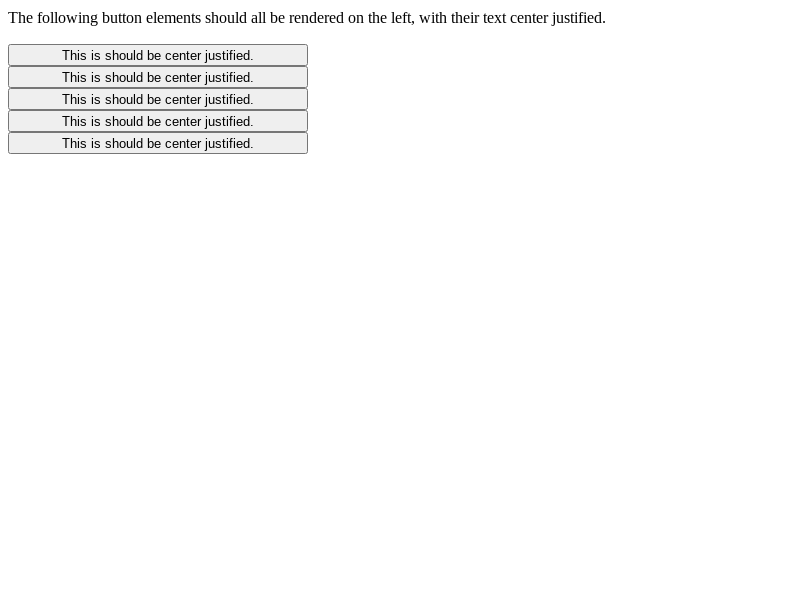 The following button elements should all be rendered on the left, with their text center justified.
This is should be center justified.
This is should be center justified.
This is should be center justified.
This is should be center justified.
This is should be center justified.